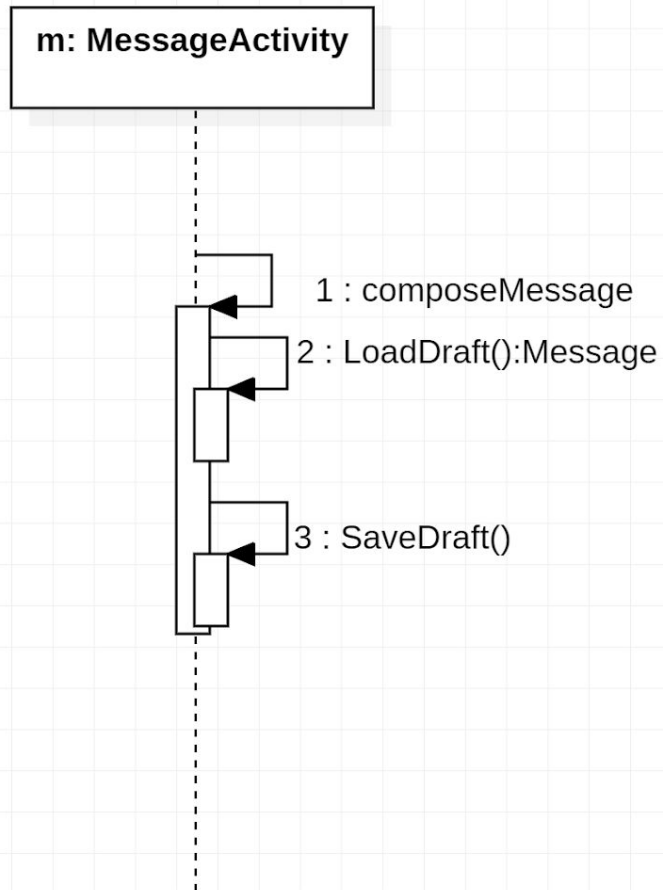 m: MessageActivity
1 : composeMessage
2 : LoadDraft():Message
3 : SaveDraft()